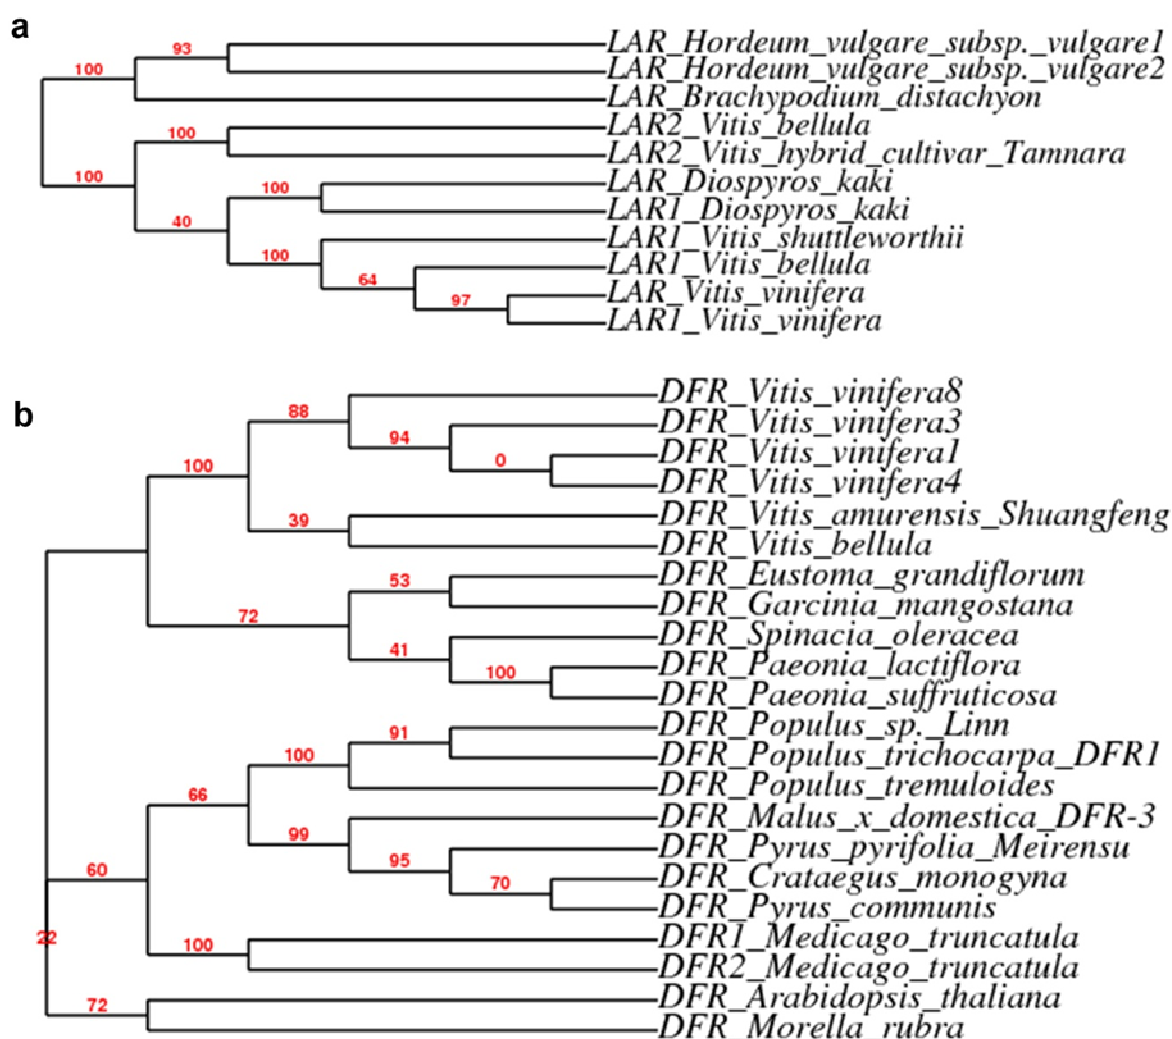 a
93
LAR_Hordeum_vulgare_subsp._vulgare1
100
LAR_Hordeum_vulgare_subsp._vulgare2
LAR_Brachypodium_distachyon
100
LAR2_Vitis_bellula
LAR2_Vitis_hybrid_cultivar_Tamnara
100
100
LAR_Diospyros_kaki
LAR1_Diospyros_kaki
40
LAR1_Vitis_shuttleworthii
100
LAR1_Vitis_bellula
64
LAR_Vitis_vinifera
97
LAR1_Vitis_vinifera
b
DFR_Vitis_vinifera8
88
DFR_Vitis_vinifera3
94
DFR_Vitis_vinifera1
0
DFR_Vitis_vinifera4
100
DFR_Vitis_amurensis_Shuangfeng
39
DFR_Vitis_bellula
DFR_Eustoma_grandiflorum
53
DFR_Garcinia_mangostana
72
DFR_Spinacia_oleracea
41
DFR_Paeonia_lactiflora
100
DFR_Paeonia_suffruticosa
DFR_Populus_sp._Linn
91
DFR_Populus_trichocarpa_DFR1
100
DFR_Populus_tremuloides
66
DFR_Malus_x_domestica_DFR-3
99
DFR_Pyrus_pyrifolia_Meirensu
95
DFR_Crataegus_monogyna
60
70
DFR_Pyrus_communis
22
DFR1_Medicago_truncatula
100
DFR2_Medicago_truncatula
DFR_Arabidopsis_thaliana
72
DFR_Morella_rubra